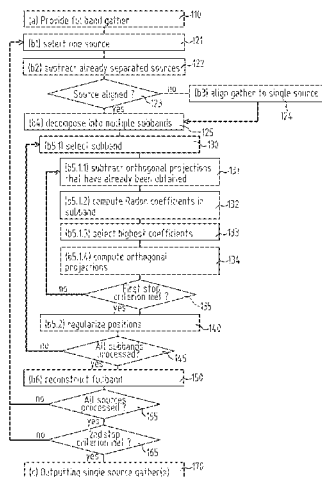 (a) Provide fullband gather
110
(b1) select one source
121
(b2) subtract already separated sources
122
Source aligned ?
no
(b3) align gather to single source
123
yes
124
(b4) decompose into multiple subbands
125
(b5.1) select subband
130
(b5.1.1) subtract orthogonal projections
that have already been obtained
131
(b5.1.2) compute Radon coefficients in
subband
132
(b5.1.3) select highest coefficients
133
(b5.1.4) compute orthogonal
projections
134
no
First stop
criterion met ?
135
yes
(b5.2) regularize positions
140
no
All subbands
processed?
145
yes
(b6) reconstruct fullband
150
no
All sources
processed ?
155
yes
no
2nd stop
criterion met ?
165
yes
(c) Outputting single source gather(s)
170